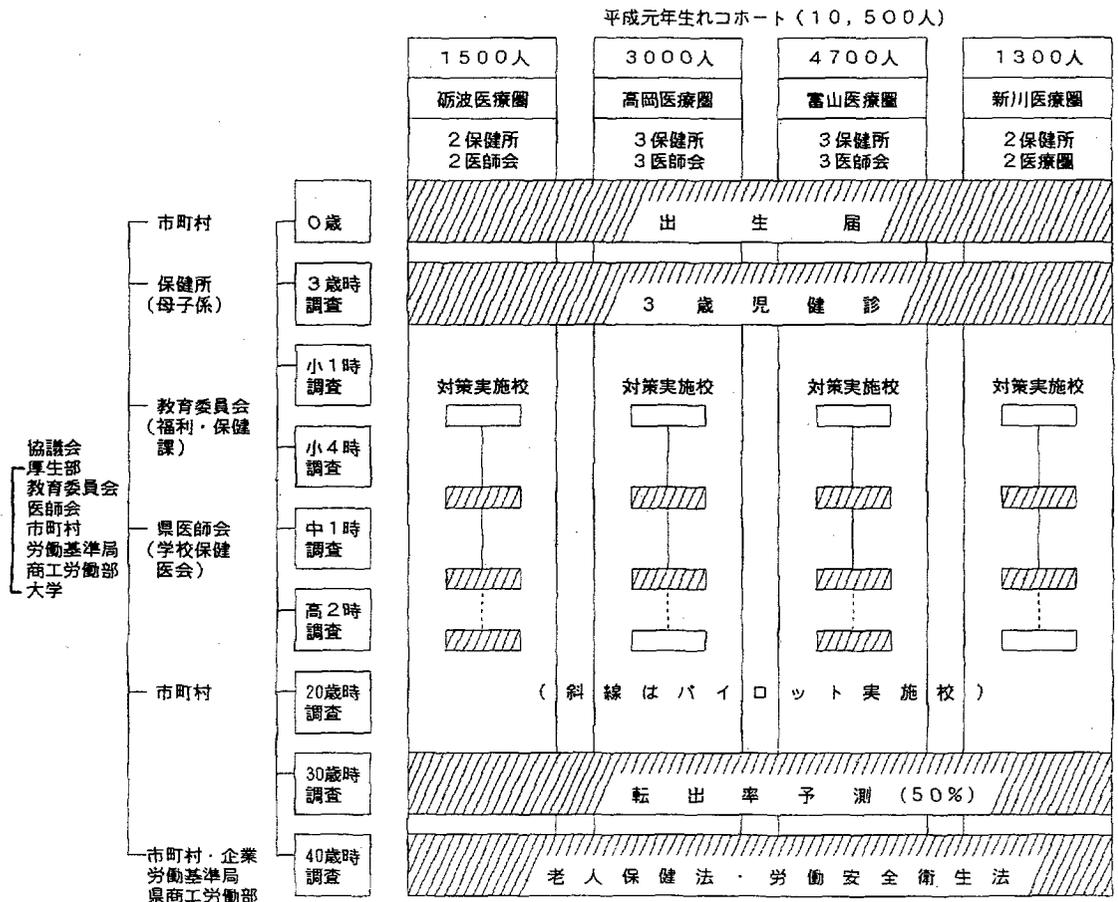 平成元年生れコホート(10,500人)
1500人
3000人
4700人
1300人
砺波医療圏
高岡医療圏
富山医療圏
新川医療圏
2保健所
2医師会
3保健所
3医師会
3保健所
3医師会
2保健所
2医療圏
市町村
0歳
出生届
保健所
(母子係)
3歳時
調査
3歳児健診
小1時
調査
対策実施校
対策実施校
対策実施校
対策実施校
教育委員会
(福利・保健
課)
小4時
調査
協議会
厚生部
教育委員会
医師会
市町村
労働基準局
商工労働部
大学
県医師会
(学校保健
医会)
中1時
調査
高2時
調査
市町村
20歳時
調査
(斜線はパイロット実施校)
30歳時
調査
転出率予測(50%)
市町村・企業
労働基準局
県商工労働部
40歳時
調査
老人保健法・労働安全衛生法